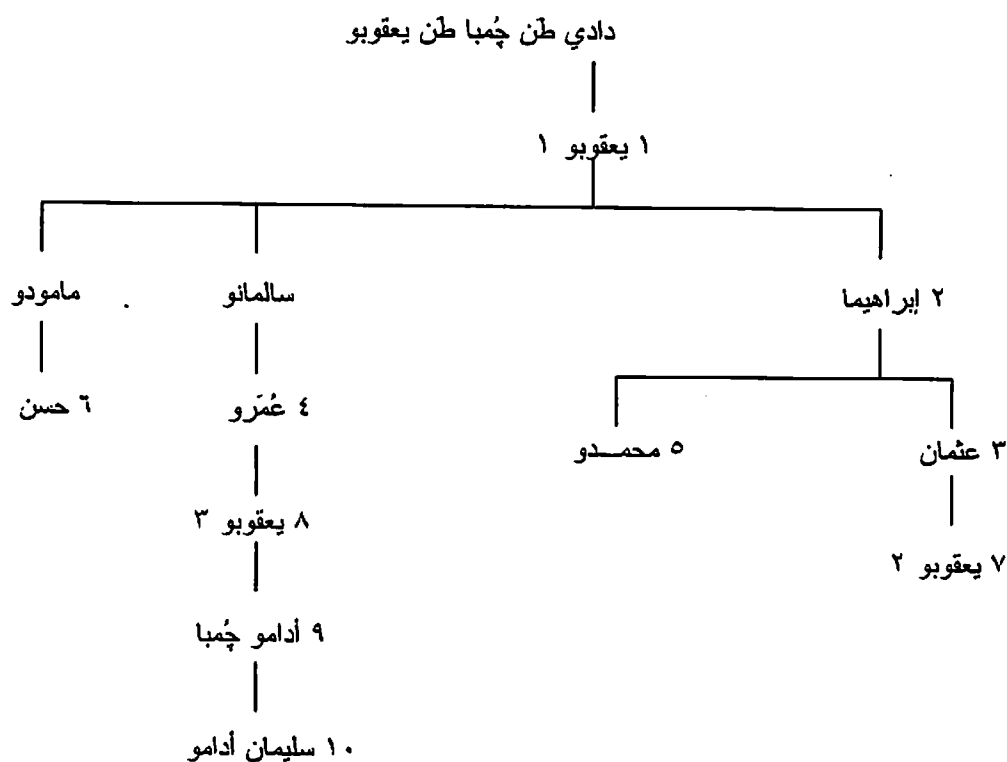 دادي طَن چُمبا طَن يعقوبو
١ يعقوبو ١
٢ إبراهيما
سالمانو
مامودو
٣ عثمان
٥ محمــدو
٤ عُمَرو
٦ حسن
٧ يعقوبو ٢
٨ يعقوبو ٣
٩ أدامو چُمبا
١٠ سليمان أدامو